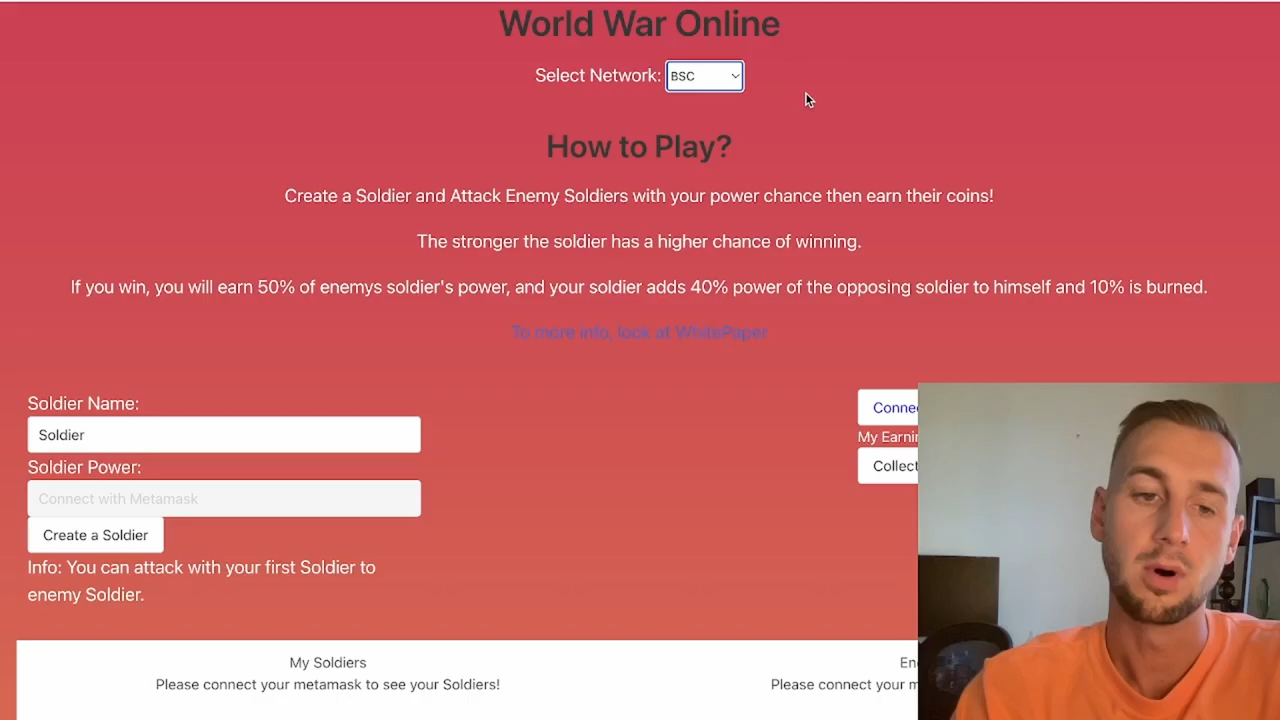 World War Online
Select Network: BSC
How to Play?
Create a Soldier and Attack Enemy Soldiers with your power chance then earn their coins!
The stronger the soldier has a higher chance of winning.
If you win, you will earn 50% of enemys soldier's power, and your soldier adds 40% power of the opposing soldier to himself and 10% is burned.
To more info, look at WhitePaper
Soldier Name:
Soldier
Soldier Power:
Connect with Metamask
Create a Soldier
Info: You can attack with your first Soldier to
enemy Soldier.
My
Collect
My Soldiers
Please connect your metamask to see your Soldiers!
Please connect your